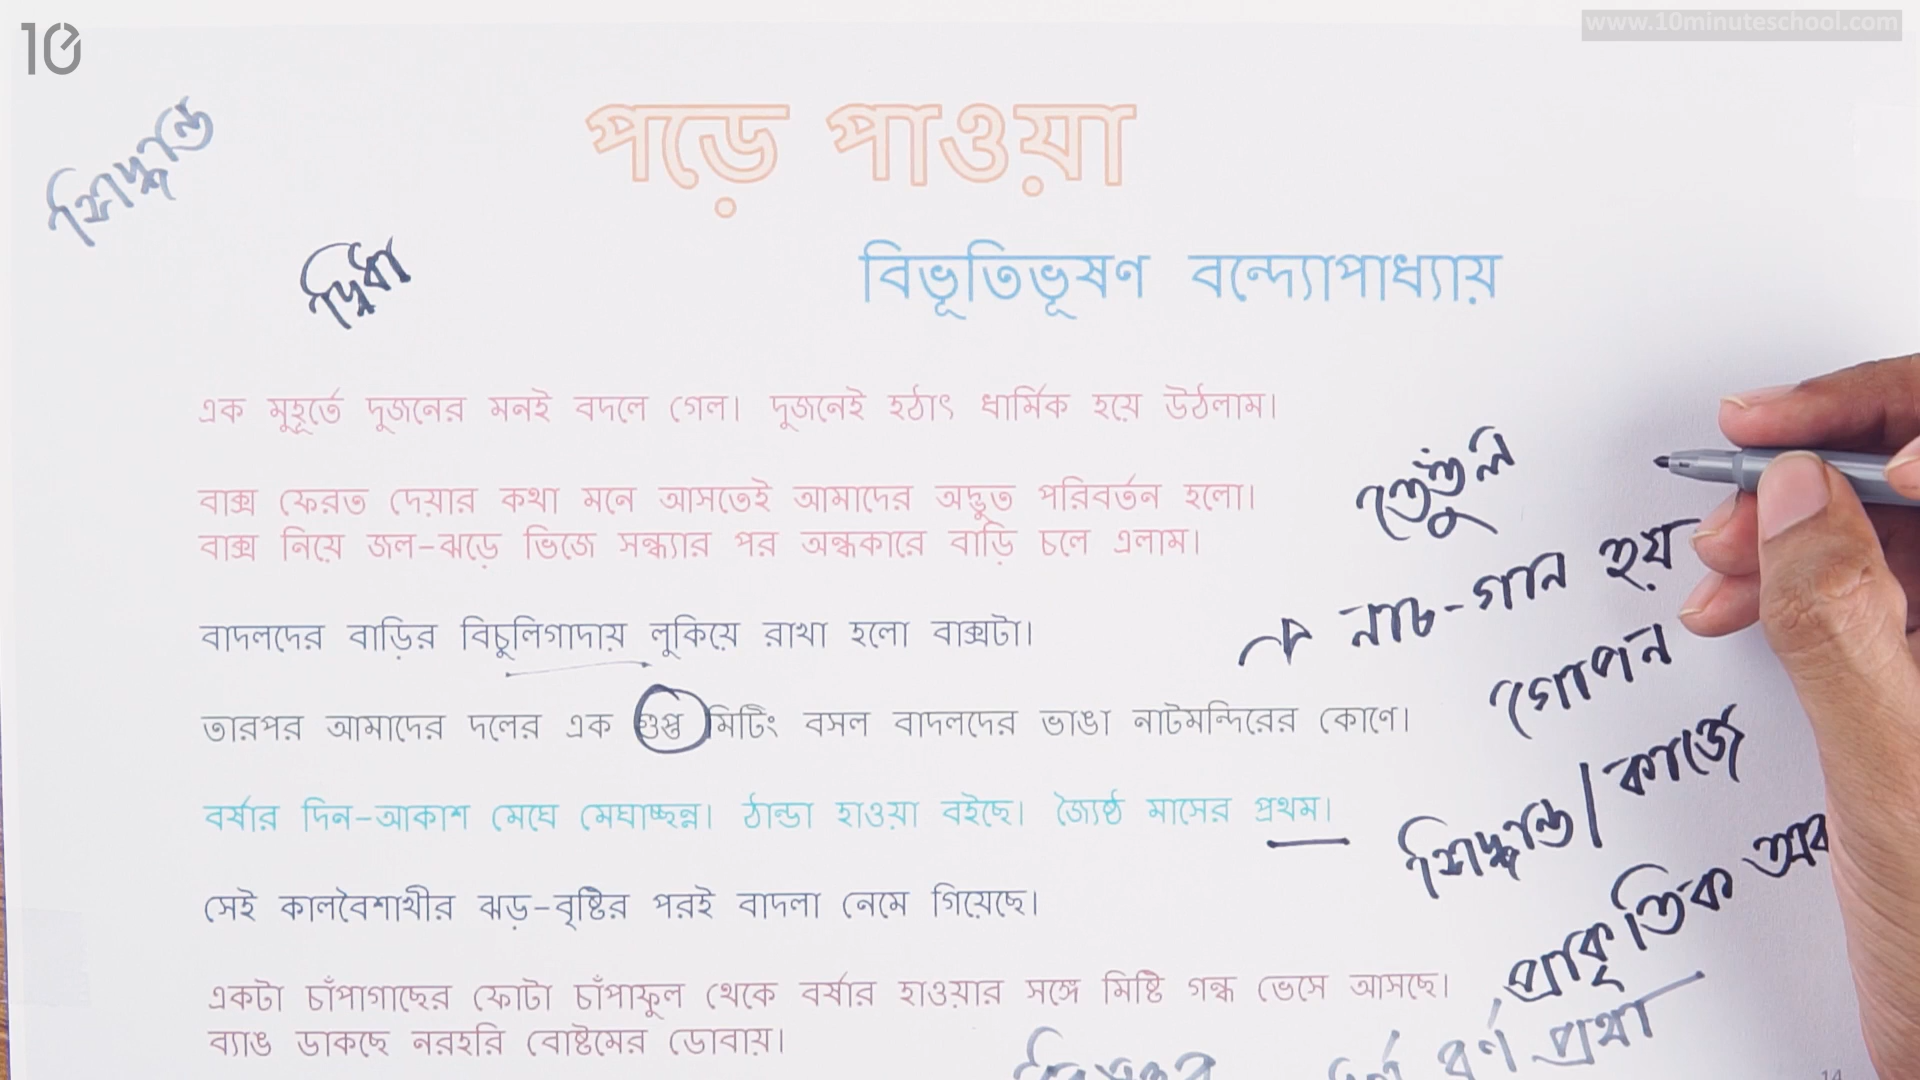 10
www.10minuteschool.com
পড়ে পাওয়া
সিদ্ধান্ত
দ্বিধা
বিভূতিভূষণ বন্দ্যোপাধ্যায়
এক মুহূর্তে দুজনের মনই বদলে গেল। দুজনেই হঠাৎ ধার্মিক হয়ে উঠলাম।
বাক্স ফেরত দেয়ার কথা মনে আসতেই আমাদের অদ্ভুত পরিবর্তন হলো।
বাক্স নিয়ে জল-ঝড়ে ভিজে সন্ধ্যার পর অন্ধকারে বাড়ি চলে এলাম।
তেঁতুল
নাচ-গান হয়
বাদলদের বাড়ির বিচুলিগাদায় লুকিয়ে রাখা হলো বাক্সটা।
গোপন
তারপর আমাদের দলের এক গুপ্ত মিটিং বসল বাদলদের ভাঙা নাটমন্দিরের কোণে।
সিদ্ধান্ত / কাজে
বর্ষার দিন-আকাশ মেঘে মেঘাচ্ছন্ন। ঠান্ডা হাওয়া বইছে। জ্যৈষ্ঠ মাসের প্রথম।
প্রাকৃতিক
সেই কালবৈশাখীর ঝড়-বৃষ্টির পরই বাদলা নেমে গিয়েছে।
একটা চাঁপাগাছের ফোটা চাঁপাফুল থেকে বর্ষার হাওয়ার সঙ্গে মিষ্টি গন্ধ ভেসে আসছে।
ব্যাঙ ডাকছে নরহরি বোষ্টমের ডোবায়।
বর্ণ প্রথা